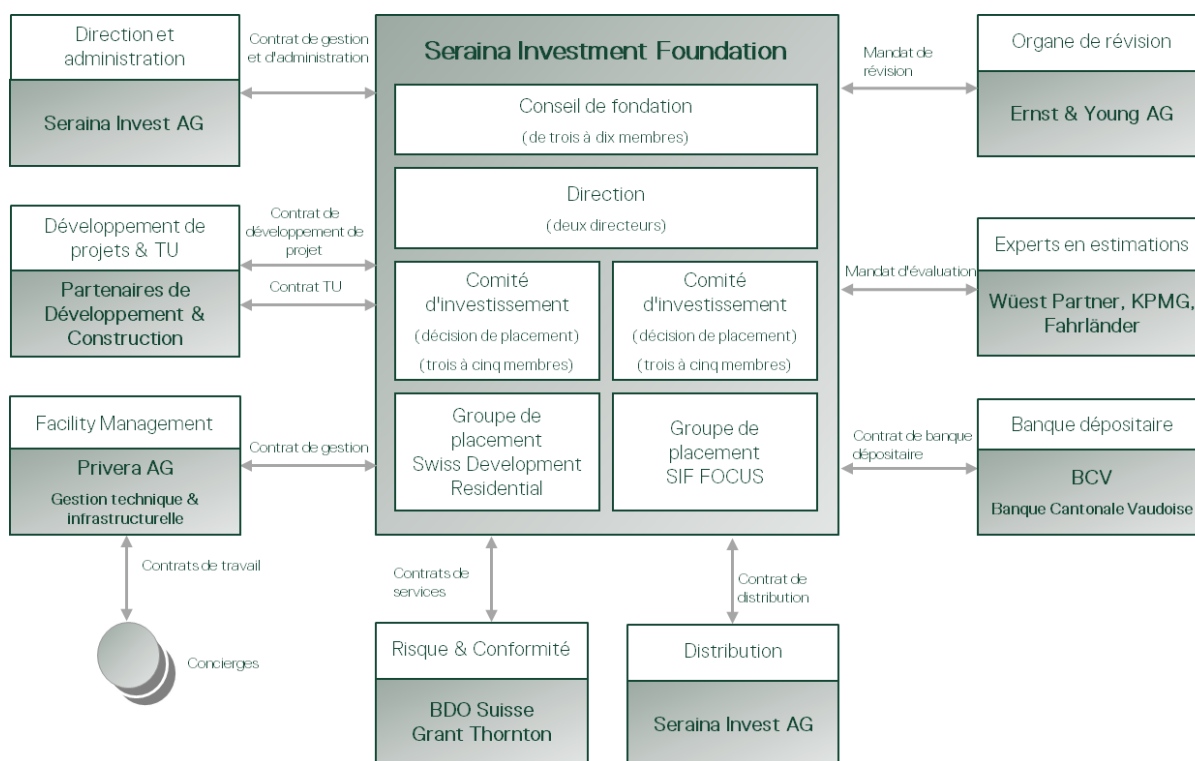 Direction et
administration
Seraina Invest AG
Contrat de gestion
et d'administration
Développement de
projets & TU
Partenaires de
Développement &
Construction
Contrat de
développement de
projet
Contrat TU
Facility Management
Privera AG
Gestion technique &
infrastructurelle
Contrat de gestion
Contrats de travail
Concierges
Seraina Investment Foundation
Conseil de fondation
(de trois à dix membres)
Direction
(deux directeurs)
Comité
d'investissement
(décision de placement)
(trois à cinq membres)
Comité
d'investissement
(décision de placement)
(trois à cinq membres)
Groupe de
placement
Swiss Development
Residential
Groupe de
placement
SIF FOCUS
Contrats de
services
Risque & Conformité
BDO Suisse
Grant Thornton
Contrat de
distribution
Distribution
Seraina Invest AG
Mandat de
révision
Organe de révision
Ernst & Young AG
Mandat d'évaluation
Experts en estimations
Wüest Partner, KPMG,
Fahrländer
Contrat de banque
dépositaire
Banque dépositaire
BCV
Banque Cantonale Vaudoise